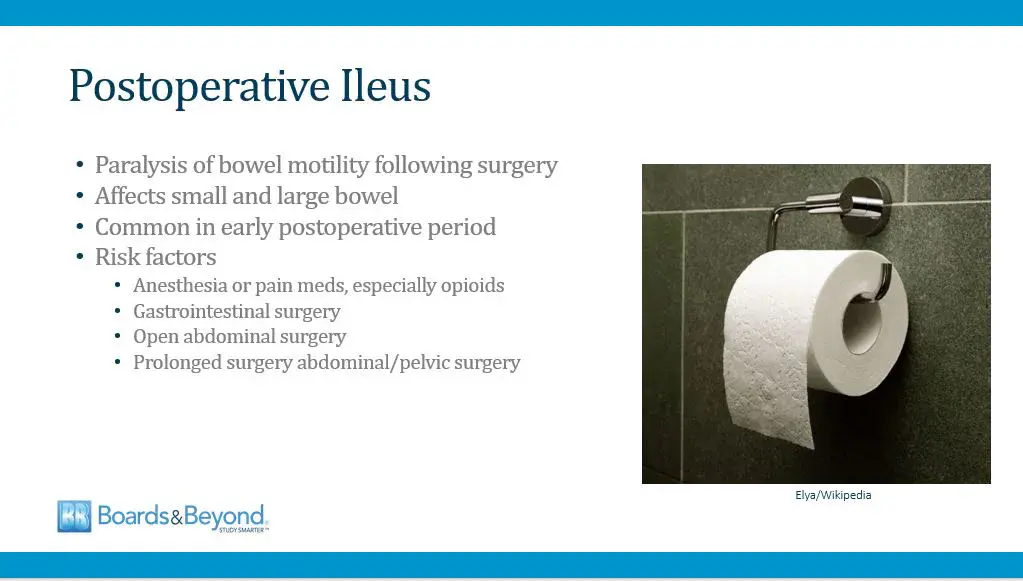 Postoperative Ileus
• Paralysis of bowel motility following surgery
• Affects small and large bowel
• Common in early postoperative period
• Risk factors
• Anesthesia or pain meds, especially opioids
• Gastrointestinal surgery
• Open abdominal surgery
• Prolonged surgery abdominal/pelvic surgery
Elya/Wikipedia
BB Boards&Beyond®
STUDY SMARTER™